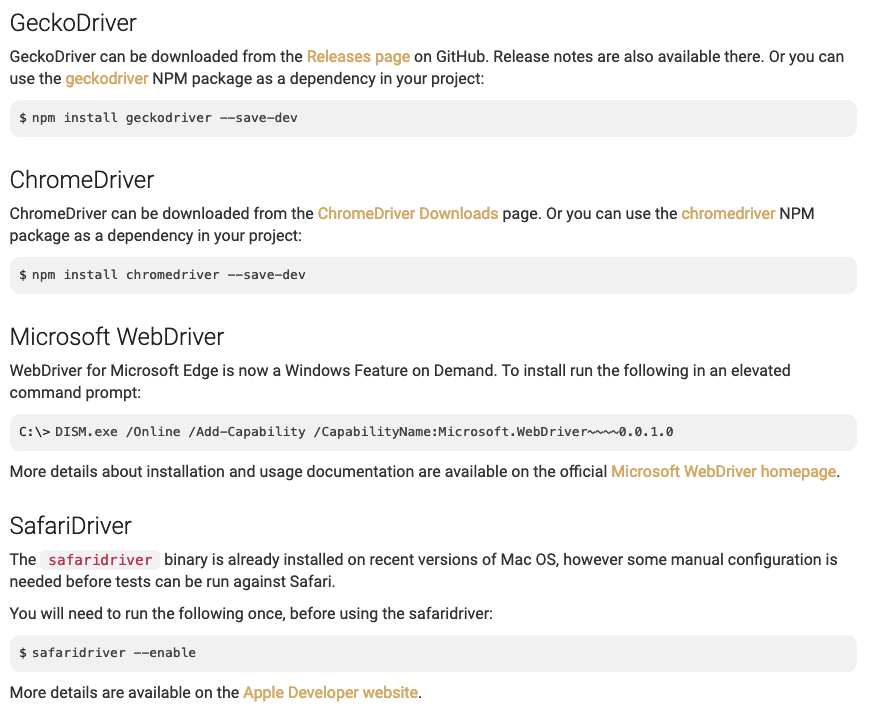 GeckoDriver
GeckoDriver can be downloaded from the Releases page on GitHub. Release notes are also available there. Or you can
use the geckodriver NPM package as a dependency in your project:
$ npm install geckodriver --save-dev
ChromeDriver
ChromeDriver can be downloaded from the ChromeDriver Downloads page. Or you can use the chromedriver NPM
package as a dependency in your project:
$ npm install chromedriver --save-dev
Microsoft WebDriver
WebDriver for Microsoft Edge is now a Windows Feature on Demand. To install run the following in an elevated
command prompt:
C:\> DISM.exe /Online /Add-Capability /CapabilityName:Microsoft.WebDriver~~~~0.0.1.0
More details about installation and usage documentation are available on the official Microsoft WebDriver homepage.
SafariDriver
The safaridriver binary is already installed on recent versions of Mac OS, however some manual configuration is
needed before tests can be run against Safari.
You will need to run the following once, before using the safaridriver:
$ safaridriver --enable
More details are available on the Apple Developer website.